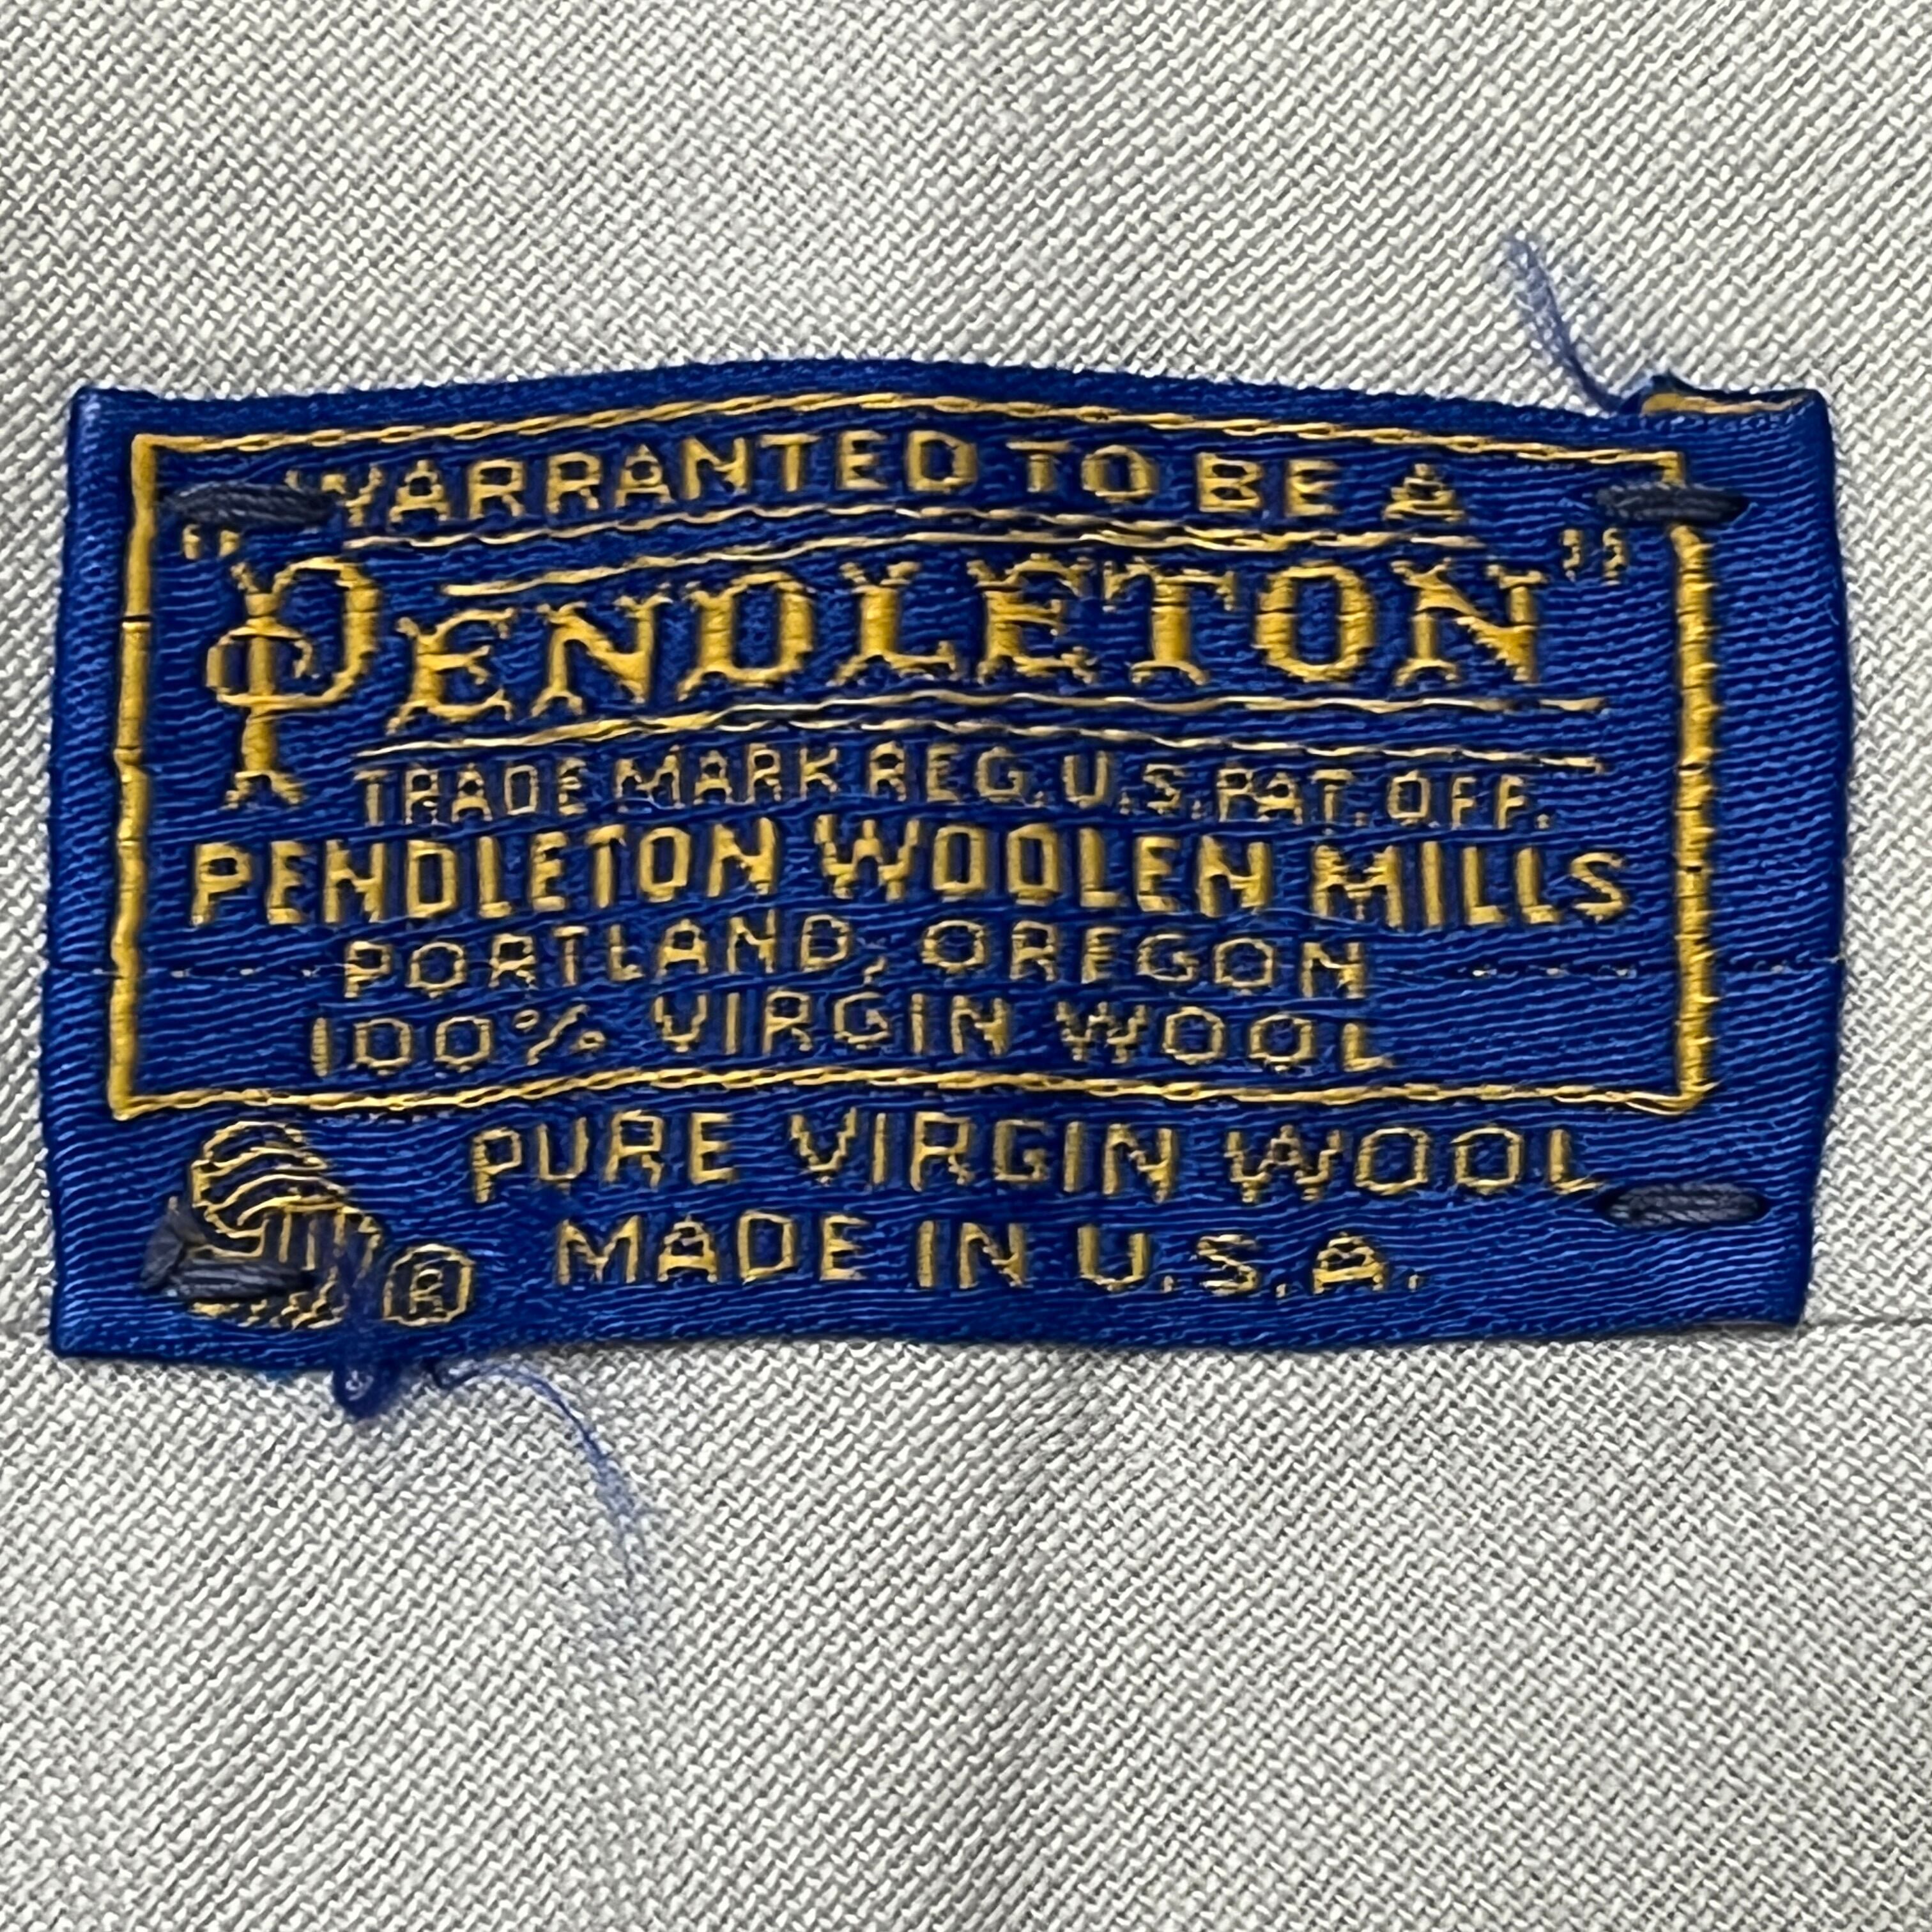 WARRANTED TO BE A
"PENDLETON"
TRADE MARK REG. U.S. PAT. OFF.
PENDLETON WOOLEN MILLS
PORTLAND, OREGON
100% VIRGIN WOOL
PURE VIRGIN WOOL
® MADE IN U.S.A.